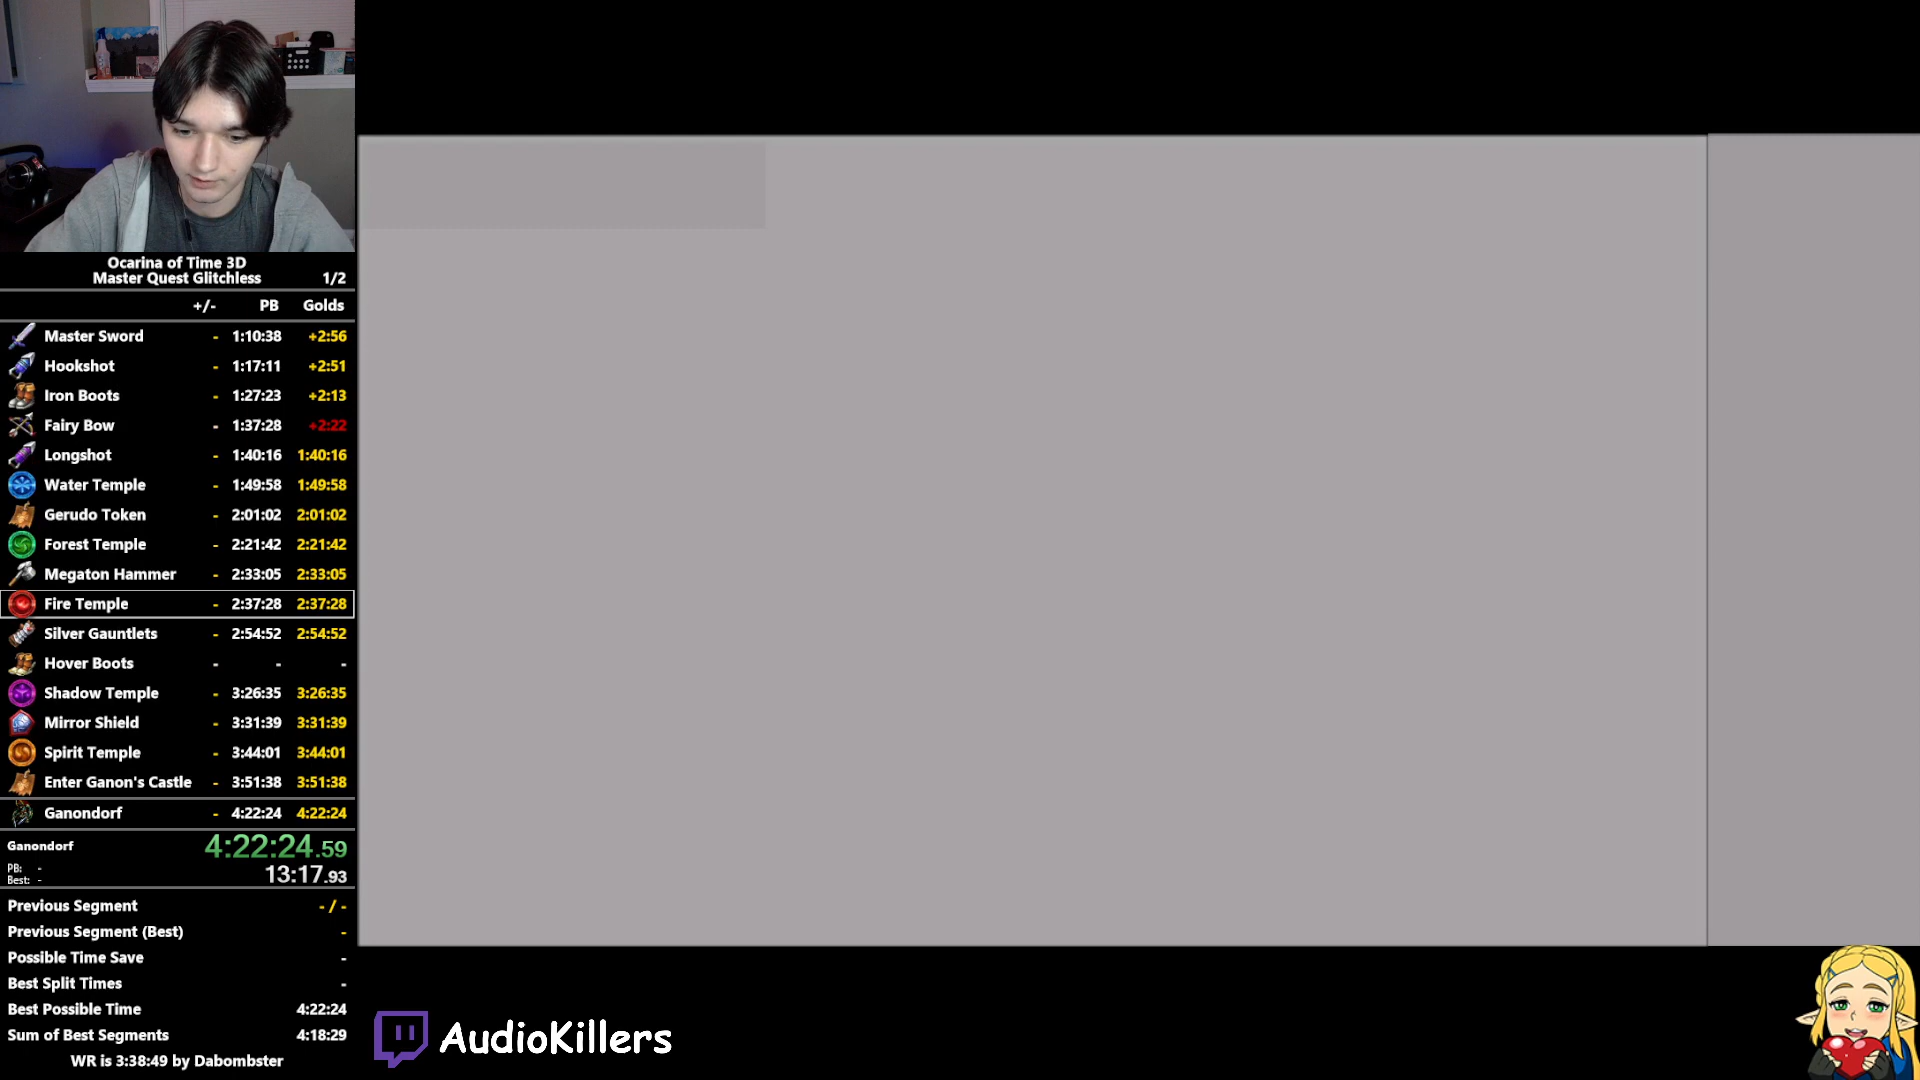 Ocarina of Time 3D
Master Quest Glitchless 1/2
+/- PB Golds
Master Sword - 1:10:38 +2:56
Hookshot - 1:17:11 +2:51
Iron Boots - 1:27:23 +2:13
Fairy Bow - 1:37:28 +2:22
Longshot - 1:40:16 1:40:16
Water Temple - 1:49:58 1:49:58
Gerudo Token - 2:01:02 2:01:02
Forest Temple - 2:21:42 2:21:42
Megaton Hammer - 2:33:05 2:33:05
Fire Temple - 2:37:28 2:37:28
Silver Gauntlets - 2:54:52 2:54:52
Hover Boots - - -
Shadow Temple - 3:26:35 3:26:35
Mirror Shield - 3:31:39 3:31:39
Spirit Temple - 3:44:01 3:44:01
Enter Ganon's Castle - 3:51:38 3:51:38
Ganondorf - 4:22:24 4:22:24
Ganondorf 4:22:24.59
PB: -
Best: - 13:17.93
Previous Segment - / -
Previous Segment (Best) -
Possible Time Save -
Best Split Times -
Best Possible Time 4:22:24
Sum of Best Segments 4:18:29
WR is 3:38:49 by Dabombster
AudioKillers